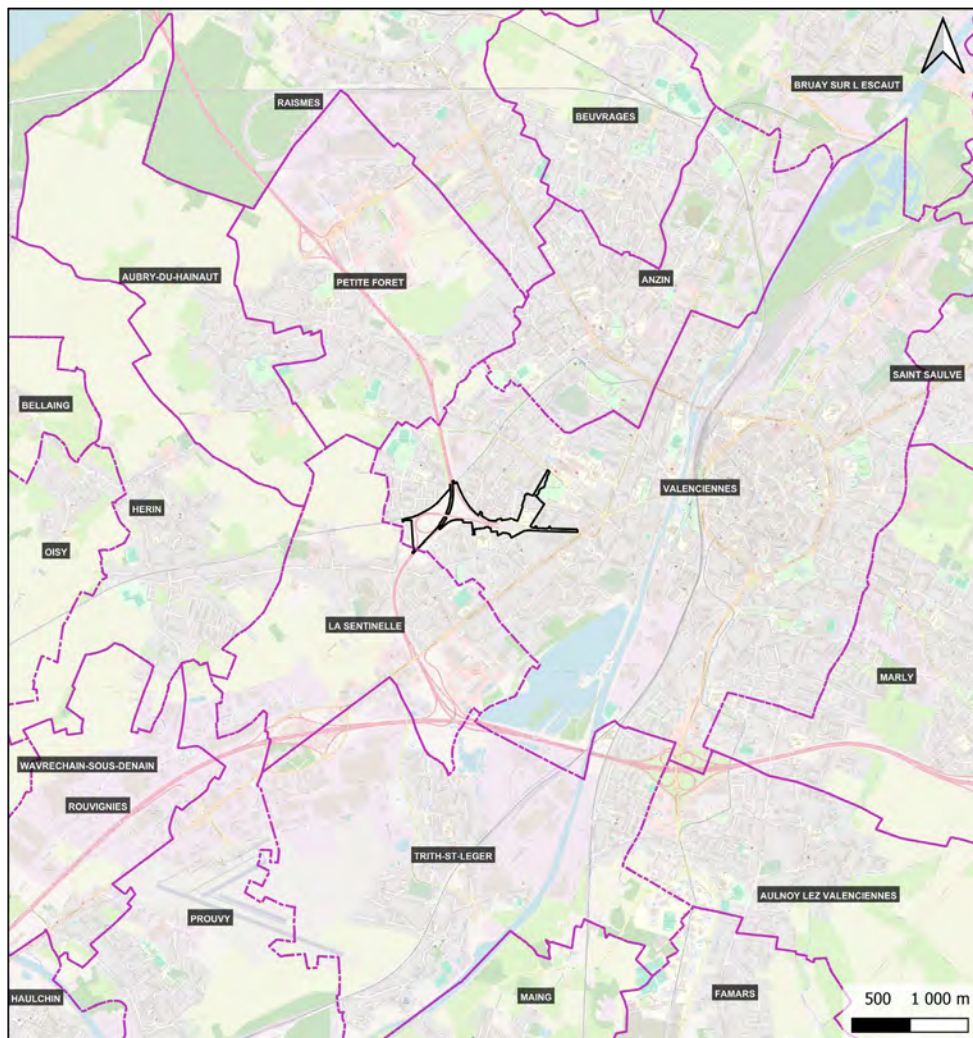 RAISMES
BRUAY SUR L ESCAUT
BEUVRAGES
AUBRY-DU-HAINAUT
PETITE FORET
ANZIN
SAINT SAULVE
BELLAING
VALENCIENNES
HERIN
OISY
LA SENTINELLE
MARLY
WAVRECHAIN-SOUS-DENAIN
ROUVIGNIES
TRITH-ST-LEGER
AULNOY LEZ VALENCIENNES
PROUVY
HAULCHIN
MAING
FAMARS
500 1 000 m